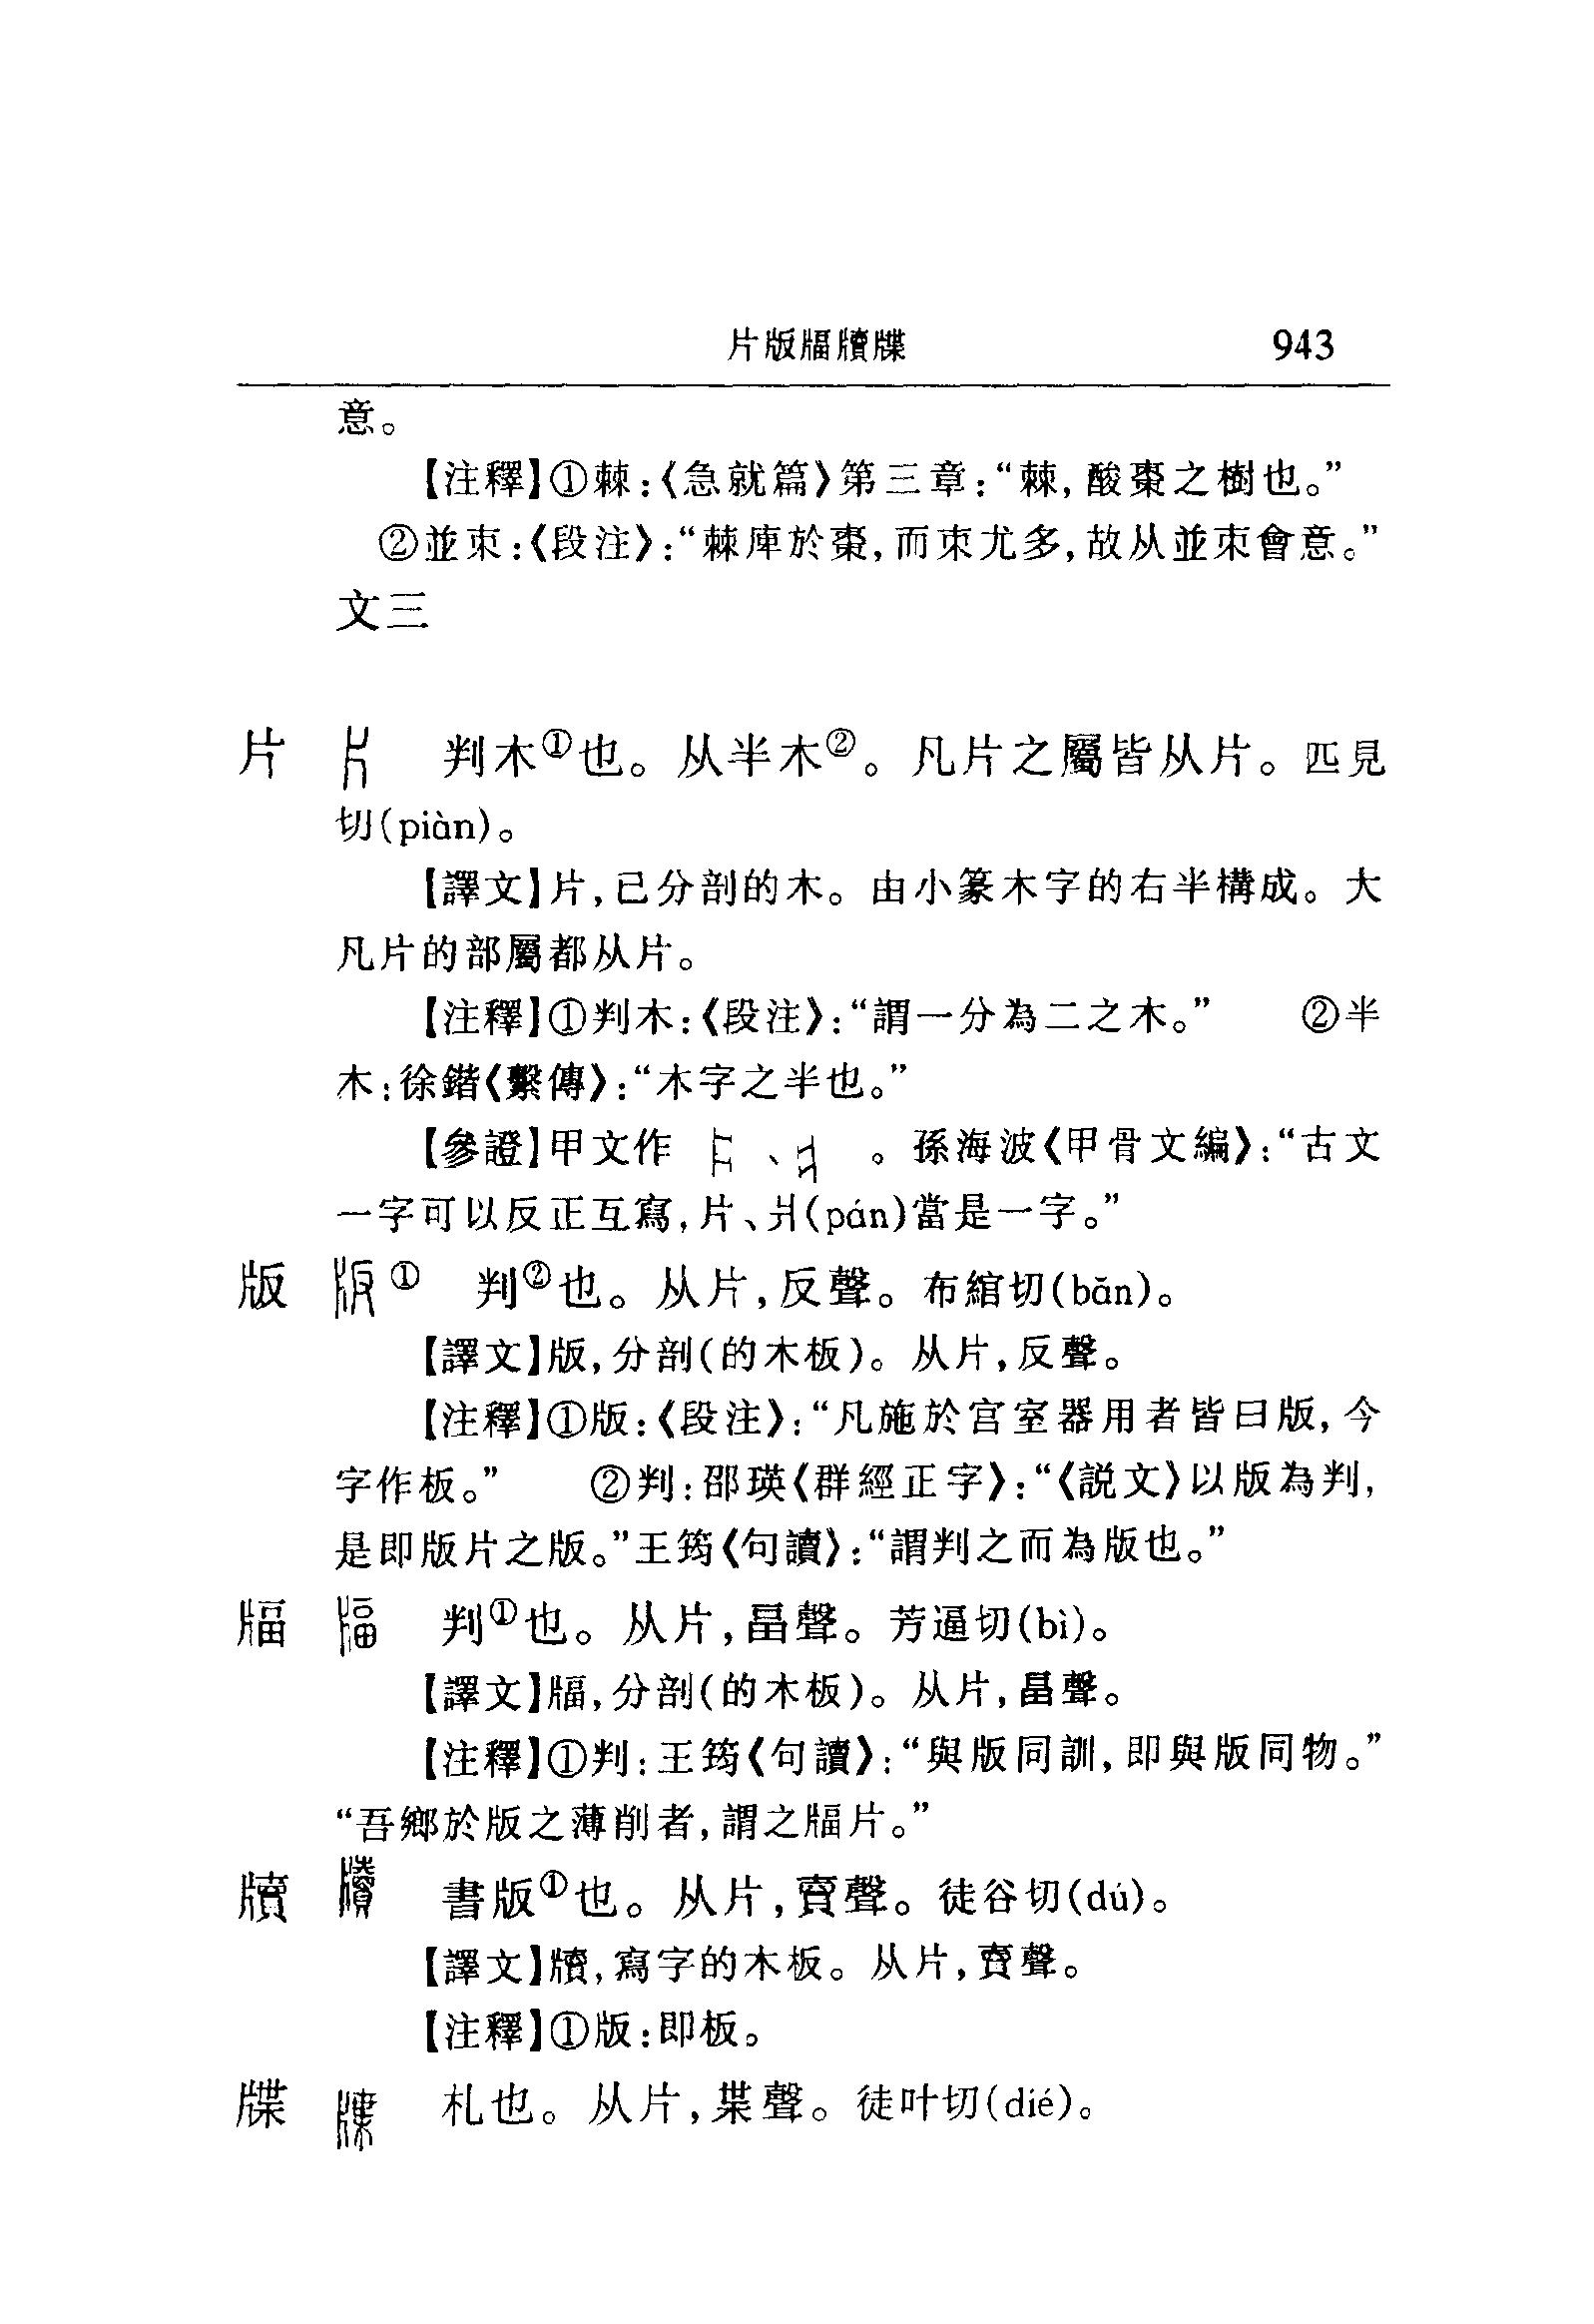 片版牑牘牒 943
意。
【注釋】①棘:《急就篇》第三章:“棘,酸棗之樹也。”
②並朿:《段注》:“棘庳於棗,而朿尤多,故从並朿會意。”
文三
片 判木①也。从半木②。凡片之屬皆从片。匹見
切(piàn)。
【譯文】片,已分剖的木。由小篆木字的右半構成。大
凡片的部屬都从片。
【注釋】①判木:《段注》:“謂一分為二之木。” ②半
木:徐鍇《繫傳》:“木字之半也。”
【參證】甲文作 、 。孫海波《甲骨文編》:“古文
一字可以反正互寫,片、爿(pán)當是一字。”
版 ① 判②也。从片,反聲。布綰切(bǎn)。
【譯文】版,分剖(的木板)。从片,反聲。
【注釋】①版:《段注》:“凡施於宫室器用者皆曰版,今
字作板。” ②判:邵瑛《群經正字》:“《説文》以版為判,
是即版片之版。”王筠《句讀》:“謂判之而為版也。”
牑 判①也。从片,畐聲。芳逼切(bì)。
【譯文】牑,分剖(的木板)。从片,畐聲。
【注釋】①判:王筠《句讀》:“與版同訓,即與版同物。”
“吾鄉於版之薄削者,謂之牑片。”
牘 書版①也。从片,𧶠聲。徒谷切(dú)。
【譯文】牘,寫字的木板。从片,𧶠聲。
【注釋】①版:即板。
牒 札也。从片,枼聲。徒叶切(dié)。